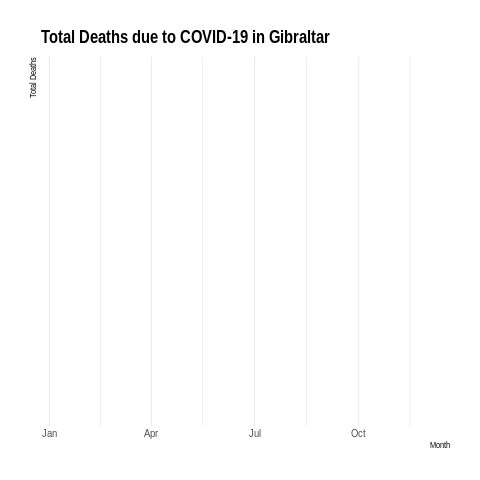 Total Deaths due to COVID-19 in Gibraltar
Total Deaths
Jan Apr Jul Oct
Month